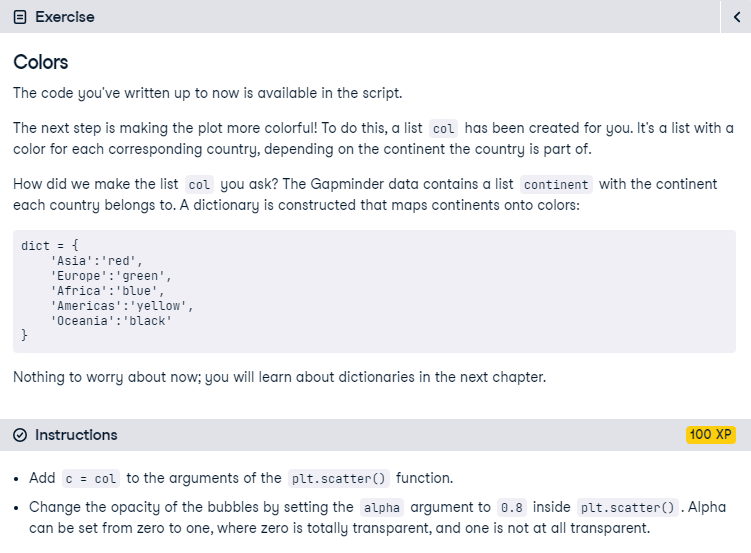 Exercise
Colors
The code you've written up to now is available in the script.
The next step is making the plot more colorful! To do this, a list col has been created for you. It's a list with a
color for each corresponding country, depending on the continent the country is part of.
How did we make the list col you ask? The Gapminder data contains a list continent with the continent
each country belongs to. A dictionary is constructed that maps continents onto colors:
dict = {
    'Asia':'red',
    'Europe':'green',
    'Africa':'blue',
    'Americas':'yellow',
    'Oceania':'black'
}
Nothing to worry about now; you will learn about dictionaries in the next chapter.
Instructions 100 XP
• Add c = col to the arguments of the plt.scatter() function.
• Change the opacity of the bubbles by setting the alpha argument to 0.8 inside plt.scatter(). Alpha
can be set from zero to one, where zero is totally transparent, and one is not at all transparent.